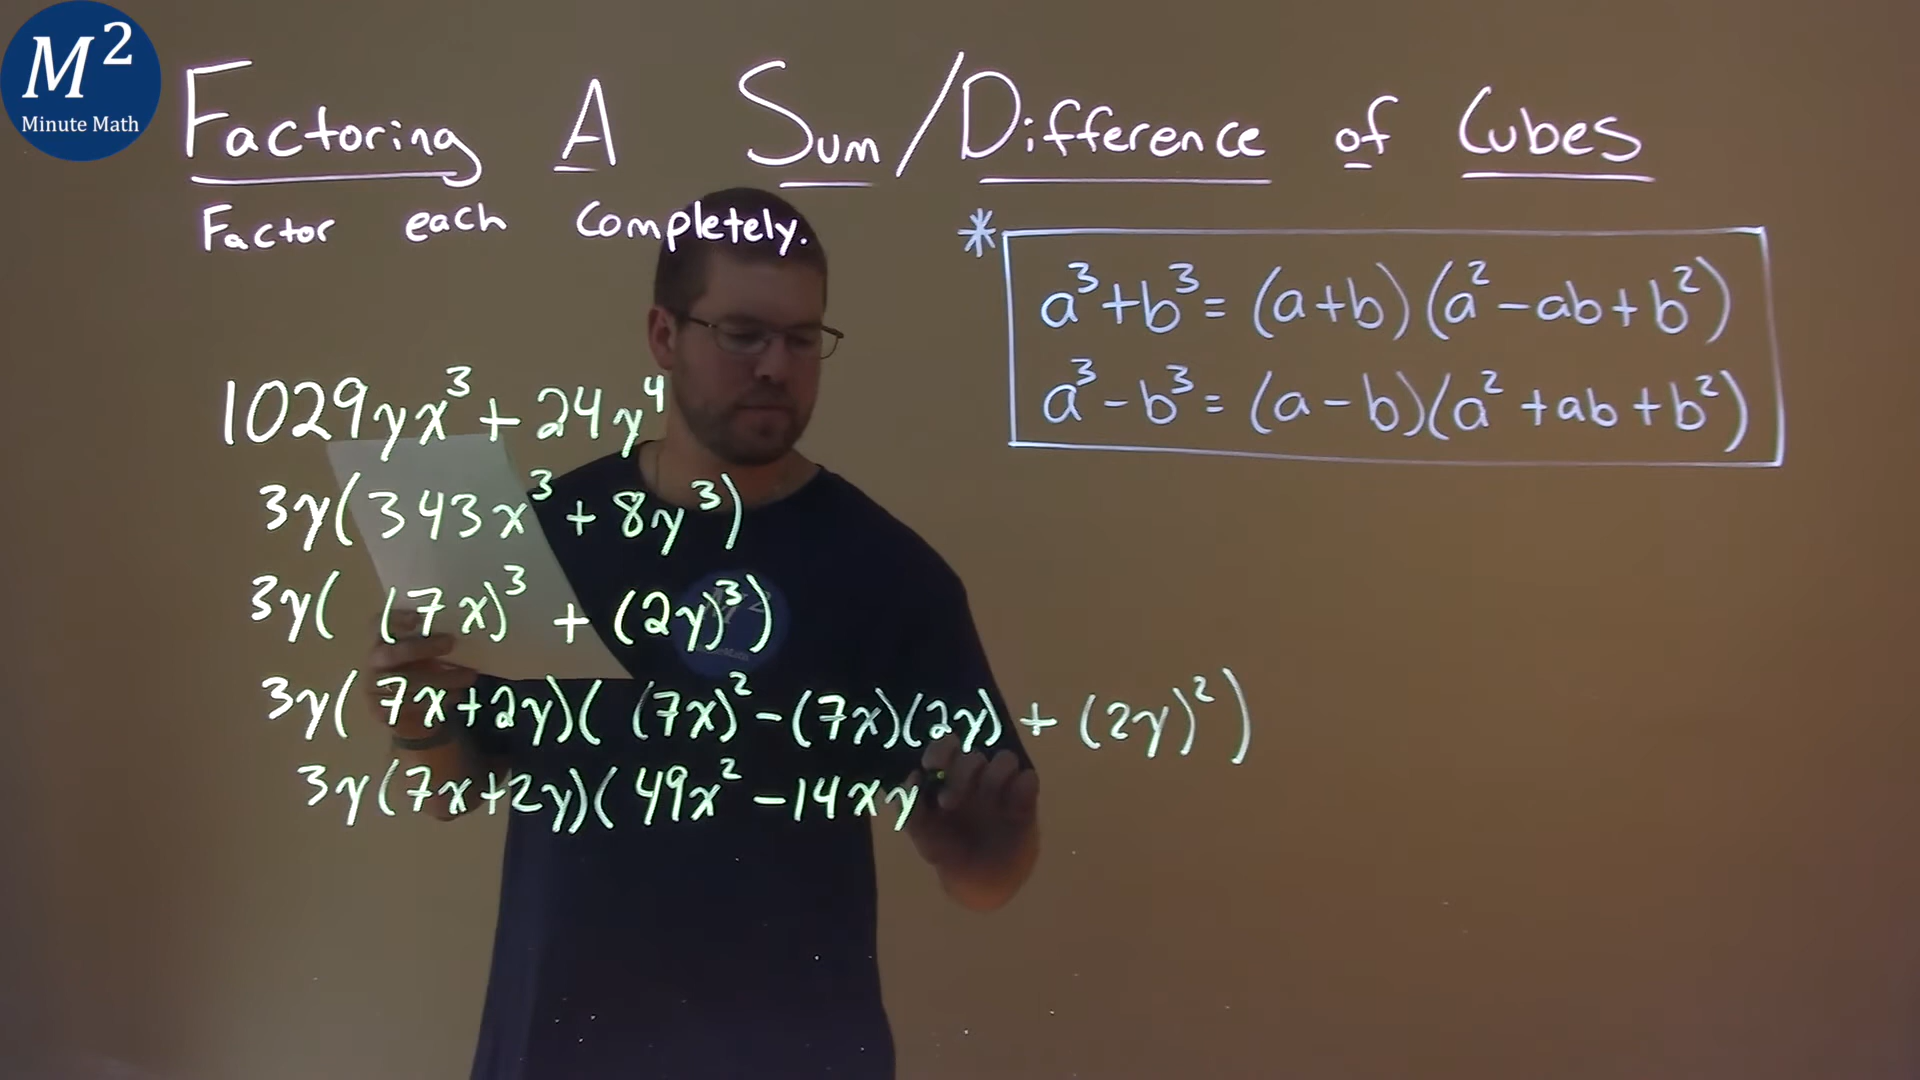 M²
Minute Math
Factoring A Sum/Difference of Cubes
Factor each completely.
*
a³+b³= (a+b)(a²-ab+b²)
a³-b³= (a-b)(a²+ab+b²)
1029yx³+24y⁴
3y(343x³+8y³)
3y( (7x)³ + (2y)³)
3y(7x+2y)( (7x)²-(7x)(2y)+(2y)²)
3y(7x+2y)(49x²-14xy